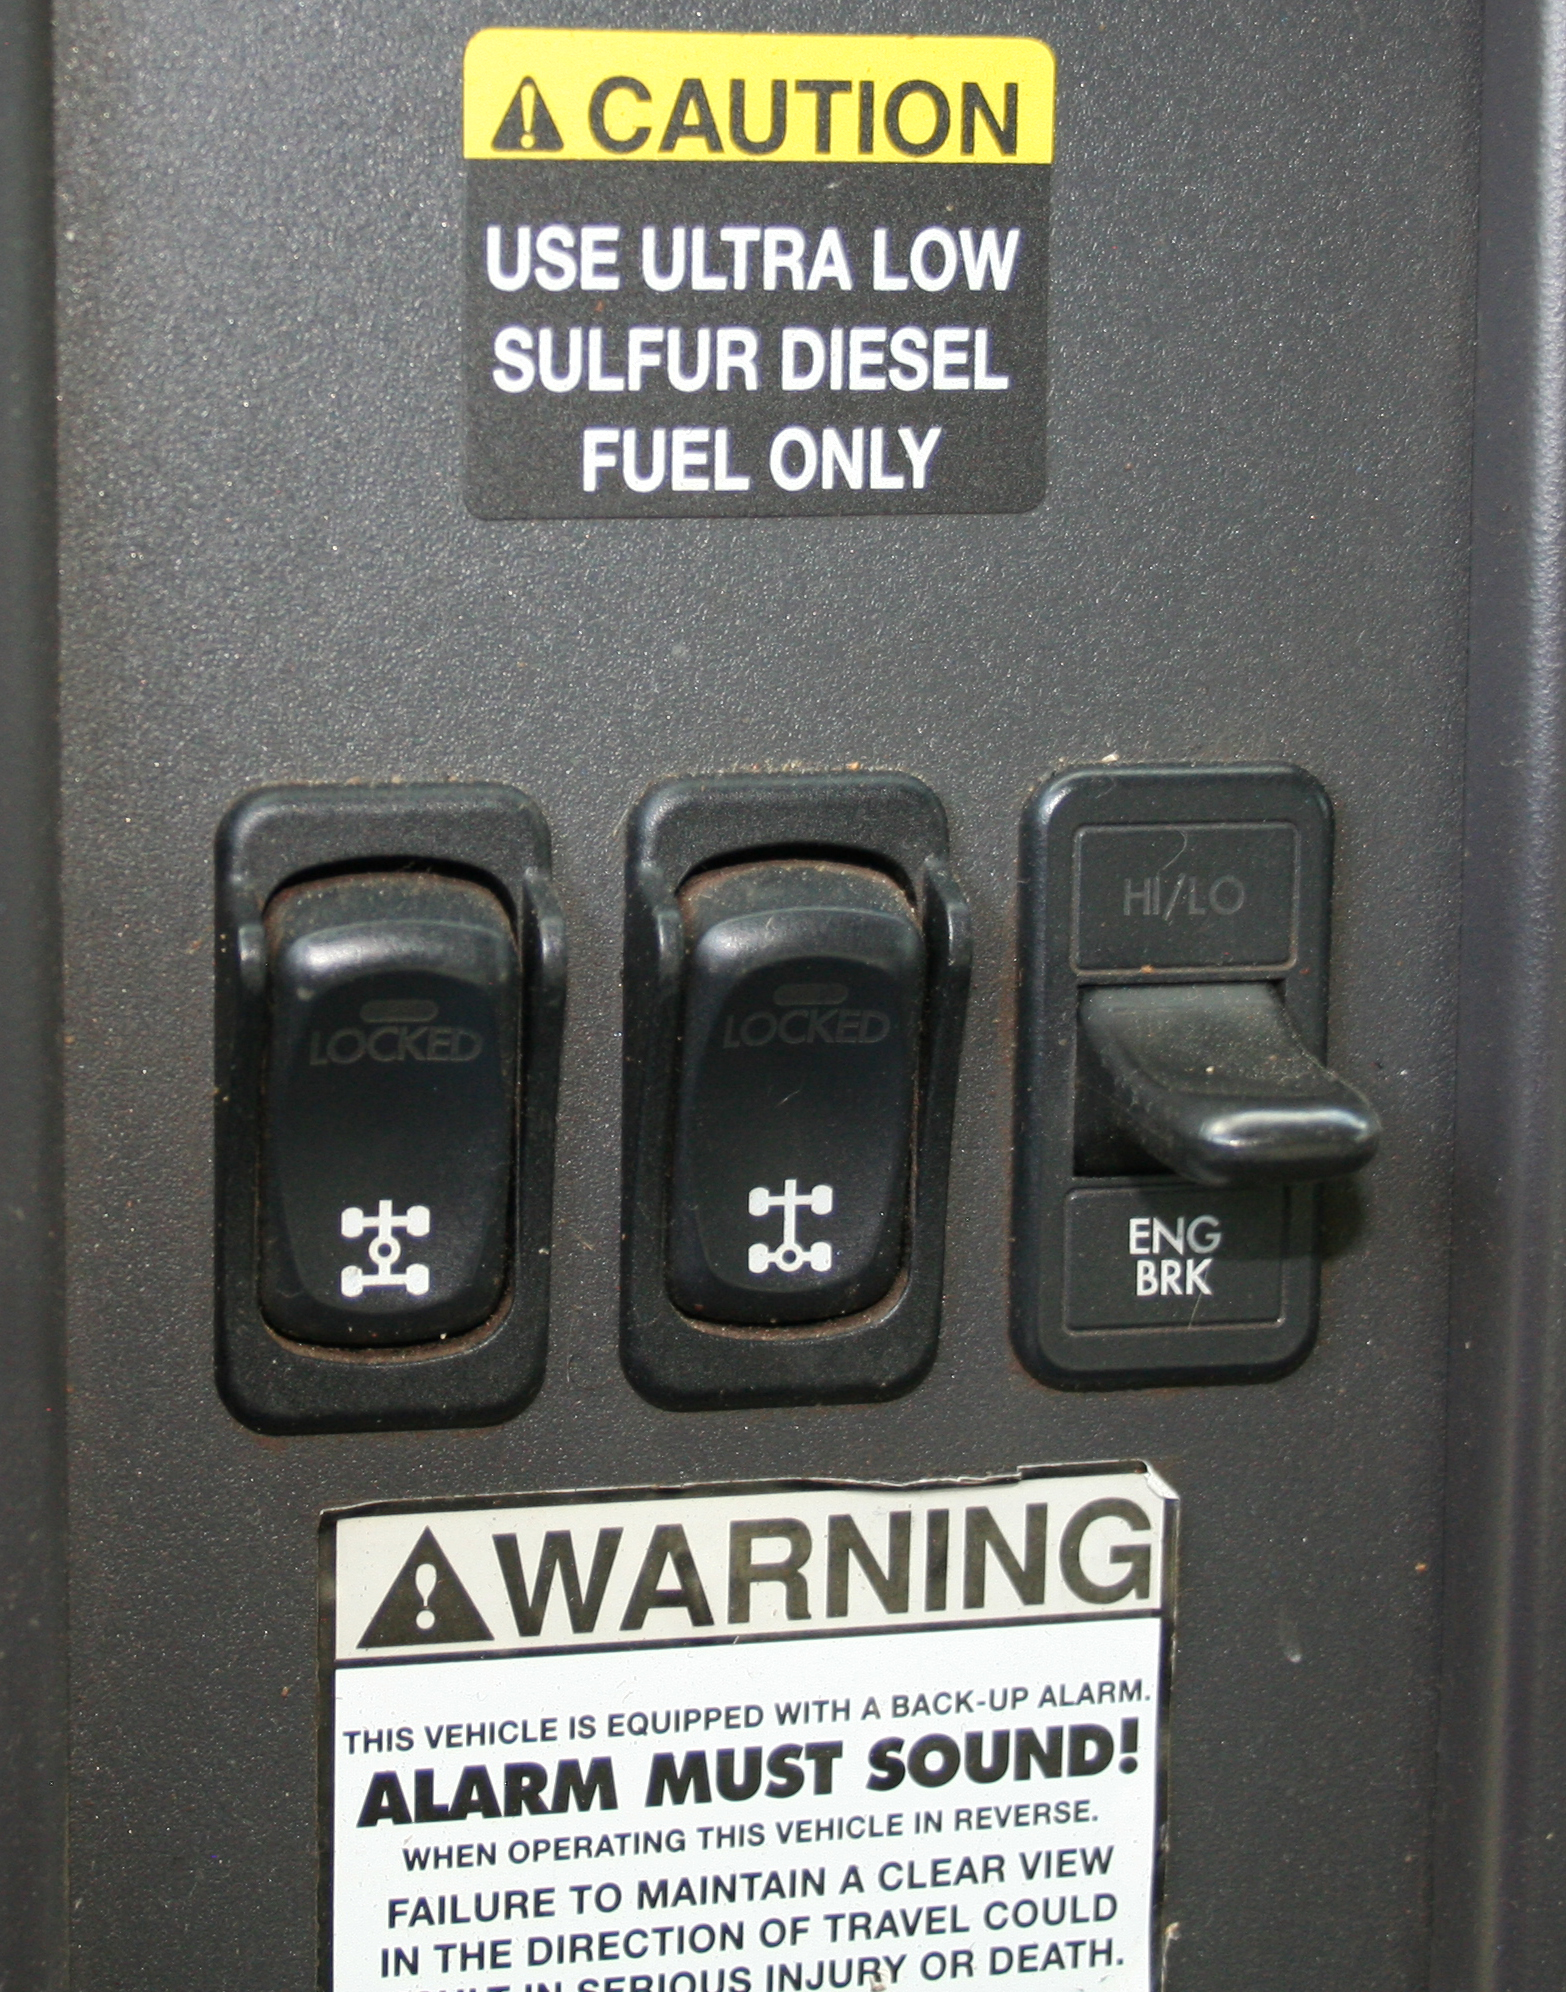 CAUTION
USE ULTRA LOW
SULFUR DIESEL
FUEL ONLY
LOCKED
LOCKED
HI/LO
ENG
BRK
WARNING
THIS VEHICLE IS EQUIPPED WITH A BACK-UP ALARM.
ALARM MUST SOUND!
WHEN OPERATING THIS VEHICLE IN REVERSE.
FAILURE TO MAINTAIN A CLEAR VIEW
IN THE DIRECTION OF TRAVEL COULD
IN SERIOUS INJURY OR DEATH.